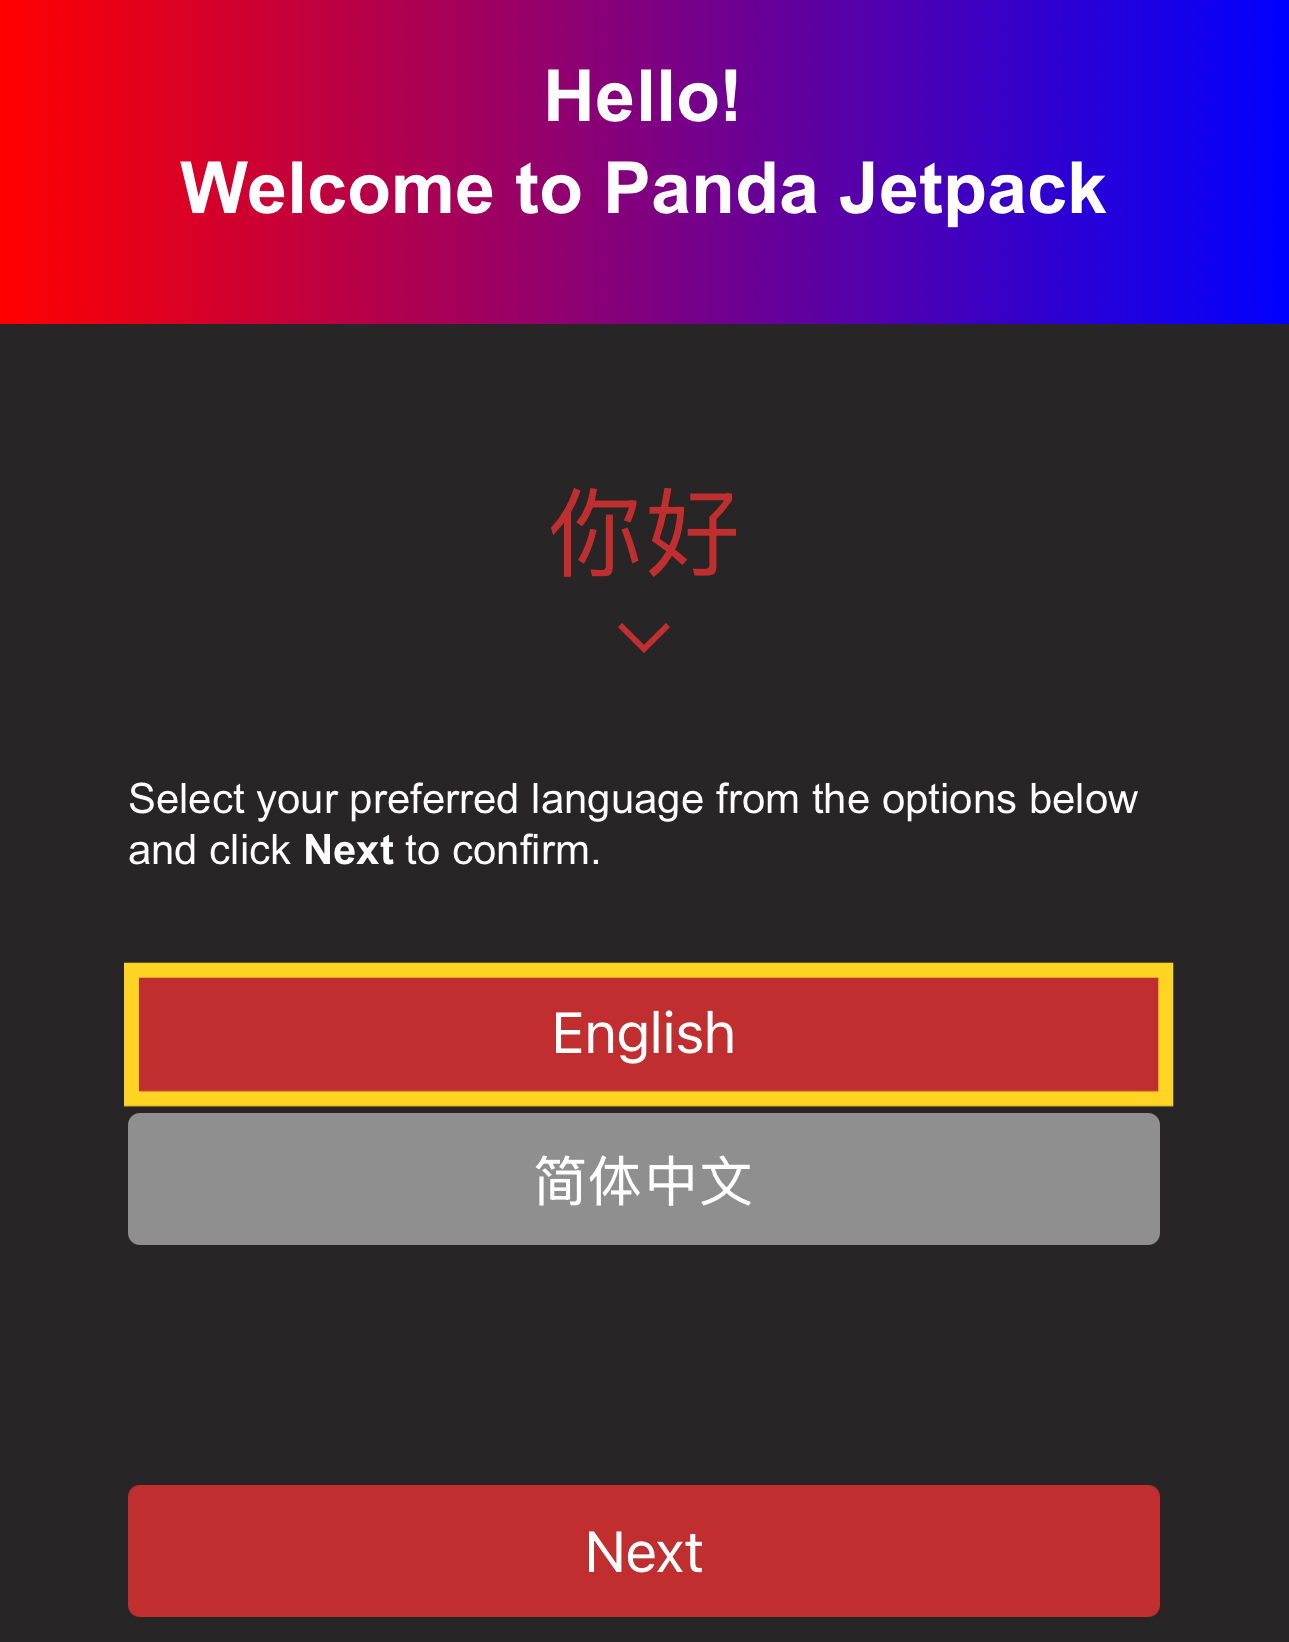 Hello!
Welcome to Panda Jetpack
你好
Select your preferred language from the options below
and click Next to confirm.
English
简体中文
Next